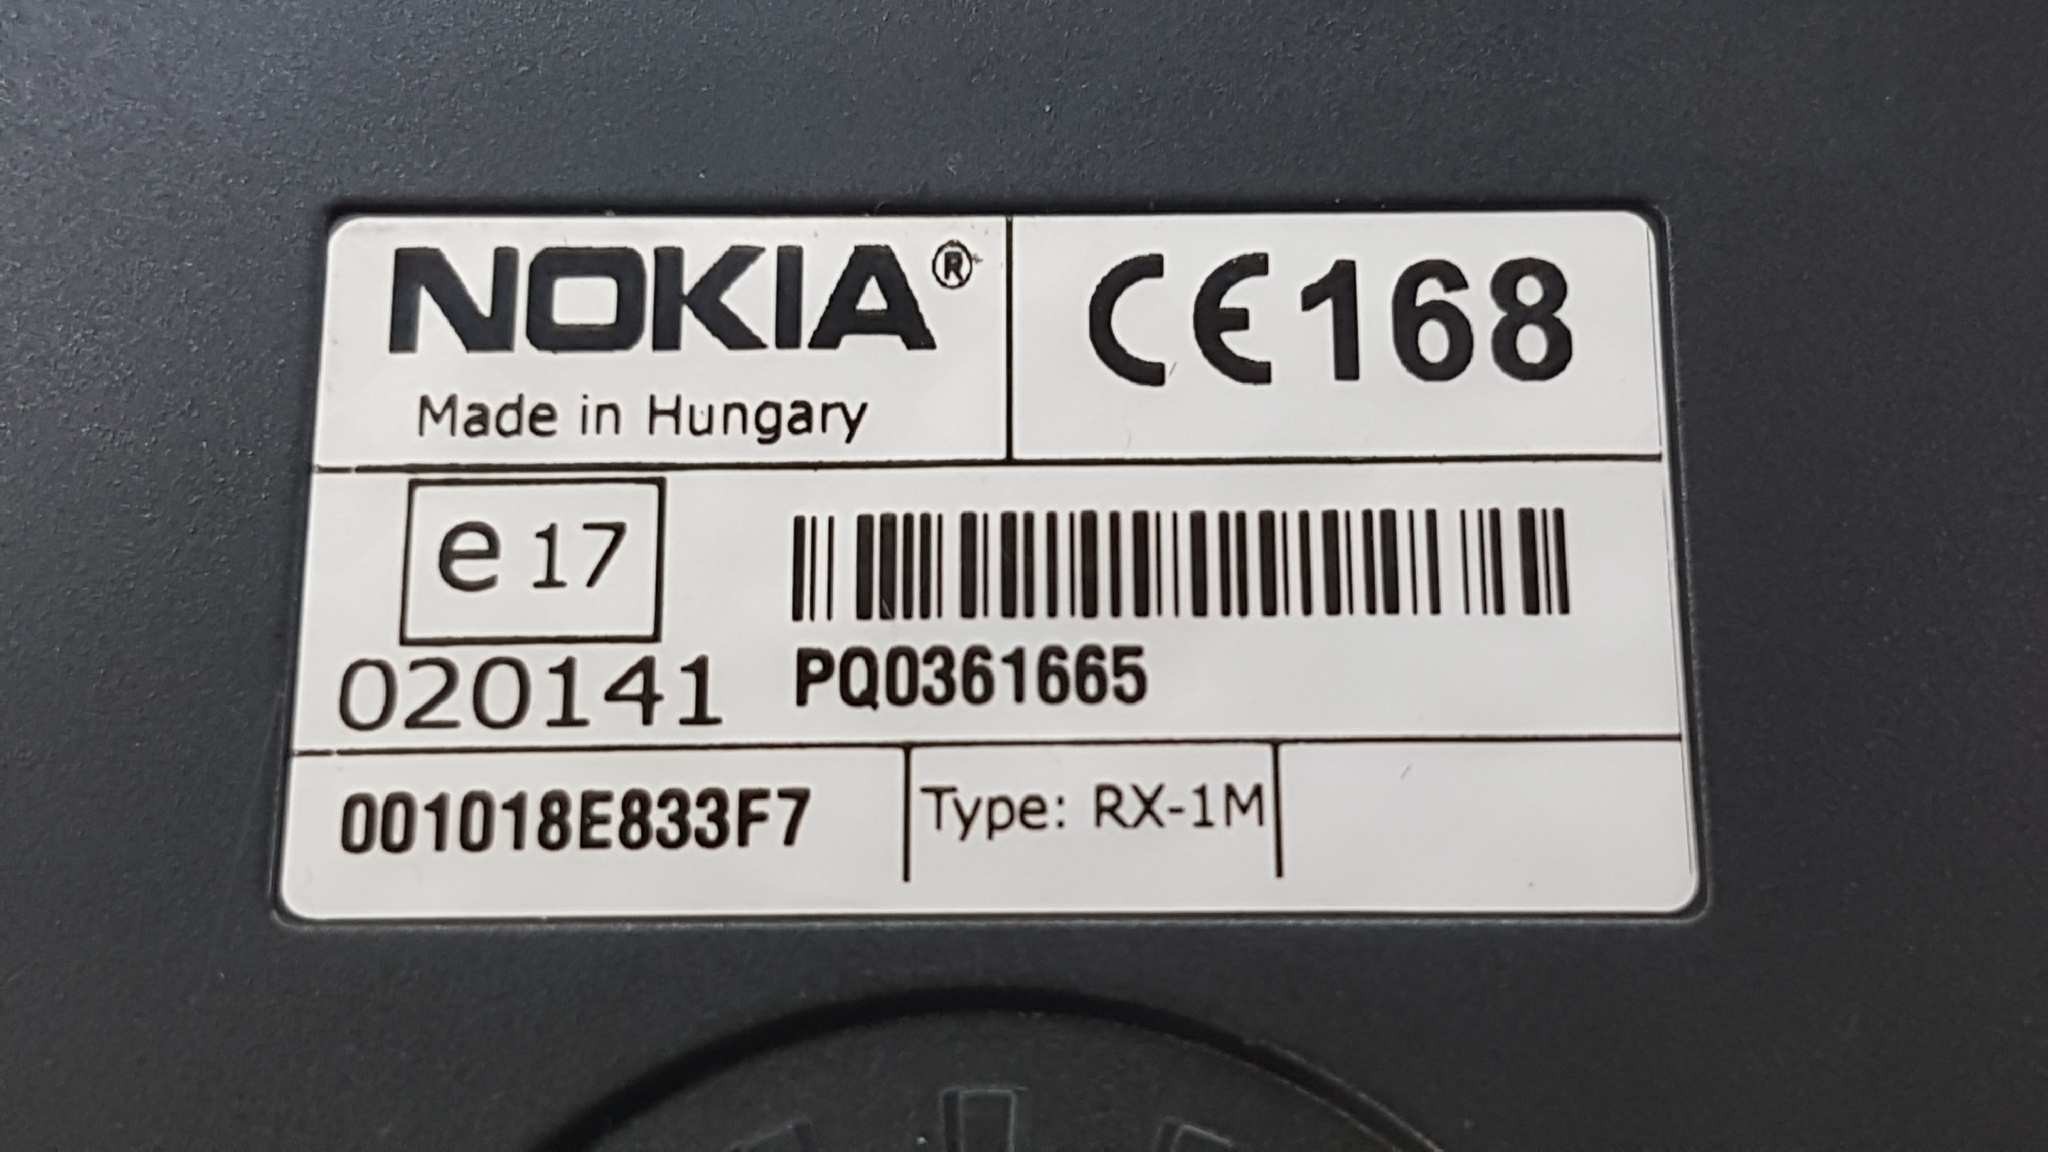 NOKIA®
Made in Hungary
CE168
e 17
020141
PQ0361665
001018E833F7
Type: RX-1M